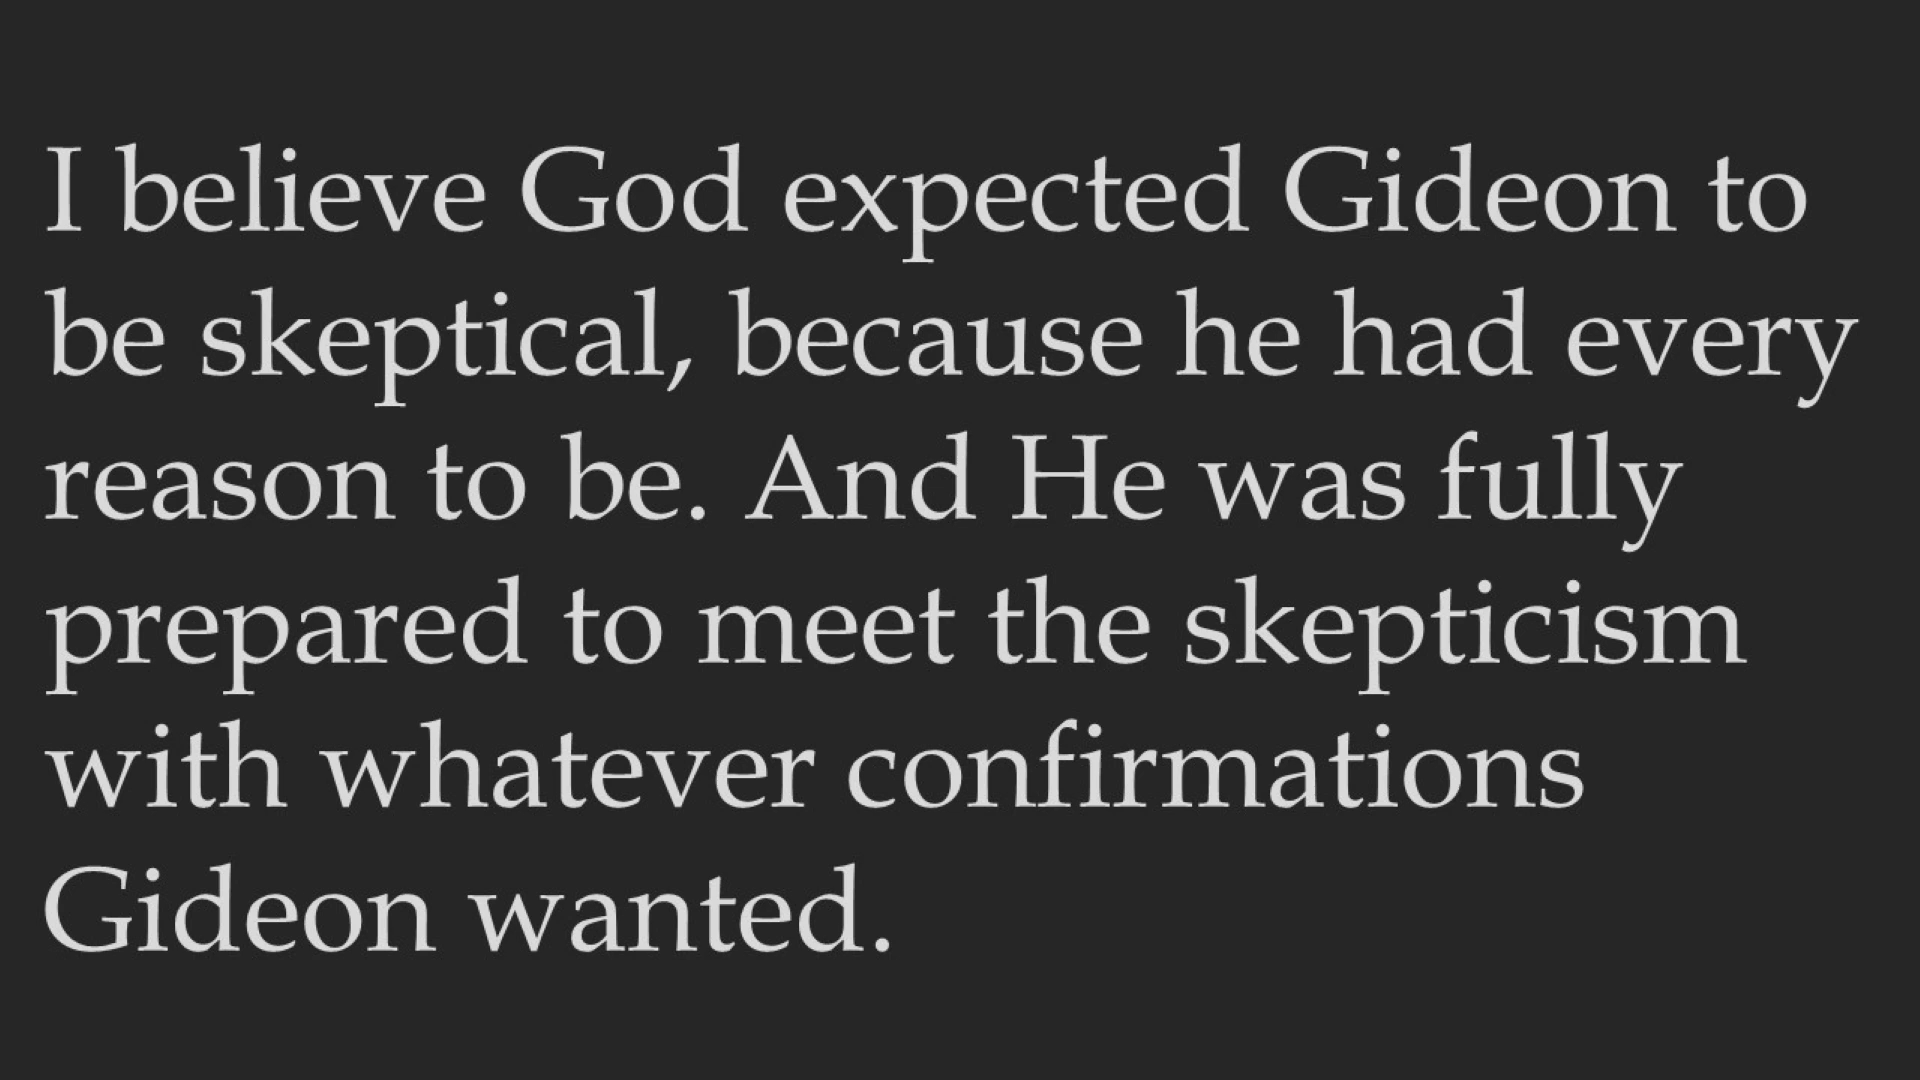 I believe God expected Gideon to
be skeptical, because he had every
reason to be. And He was fully
prepared to meet the skepticism
with whatever confirmations
Gideon wanted.